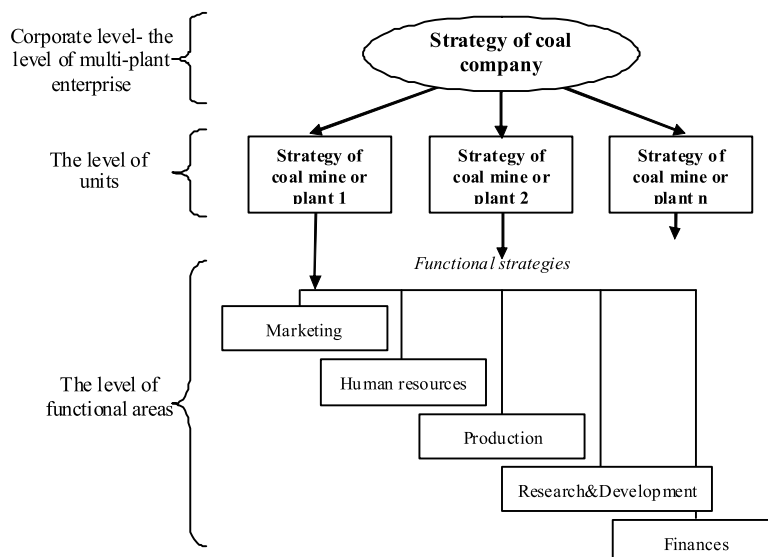 Corporate level- the
level of multi-plant
enterprise
Strategy of coal
company
The level of
units
Strategy of
coal mine or
plant 1
Strategy of
coal mine or
plant 2
Strategy of
coal mine or
plant n
Functional strategies
The level of
functional areas
Marketing
Human resources
Production
Research&Development
Finances